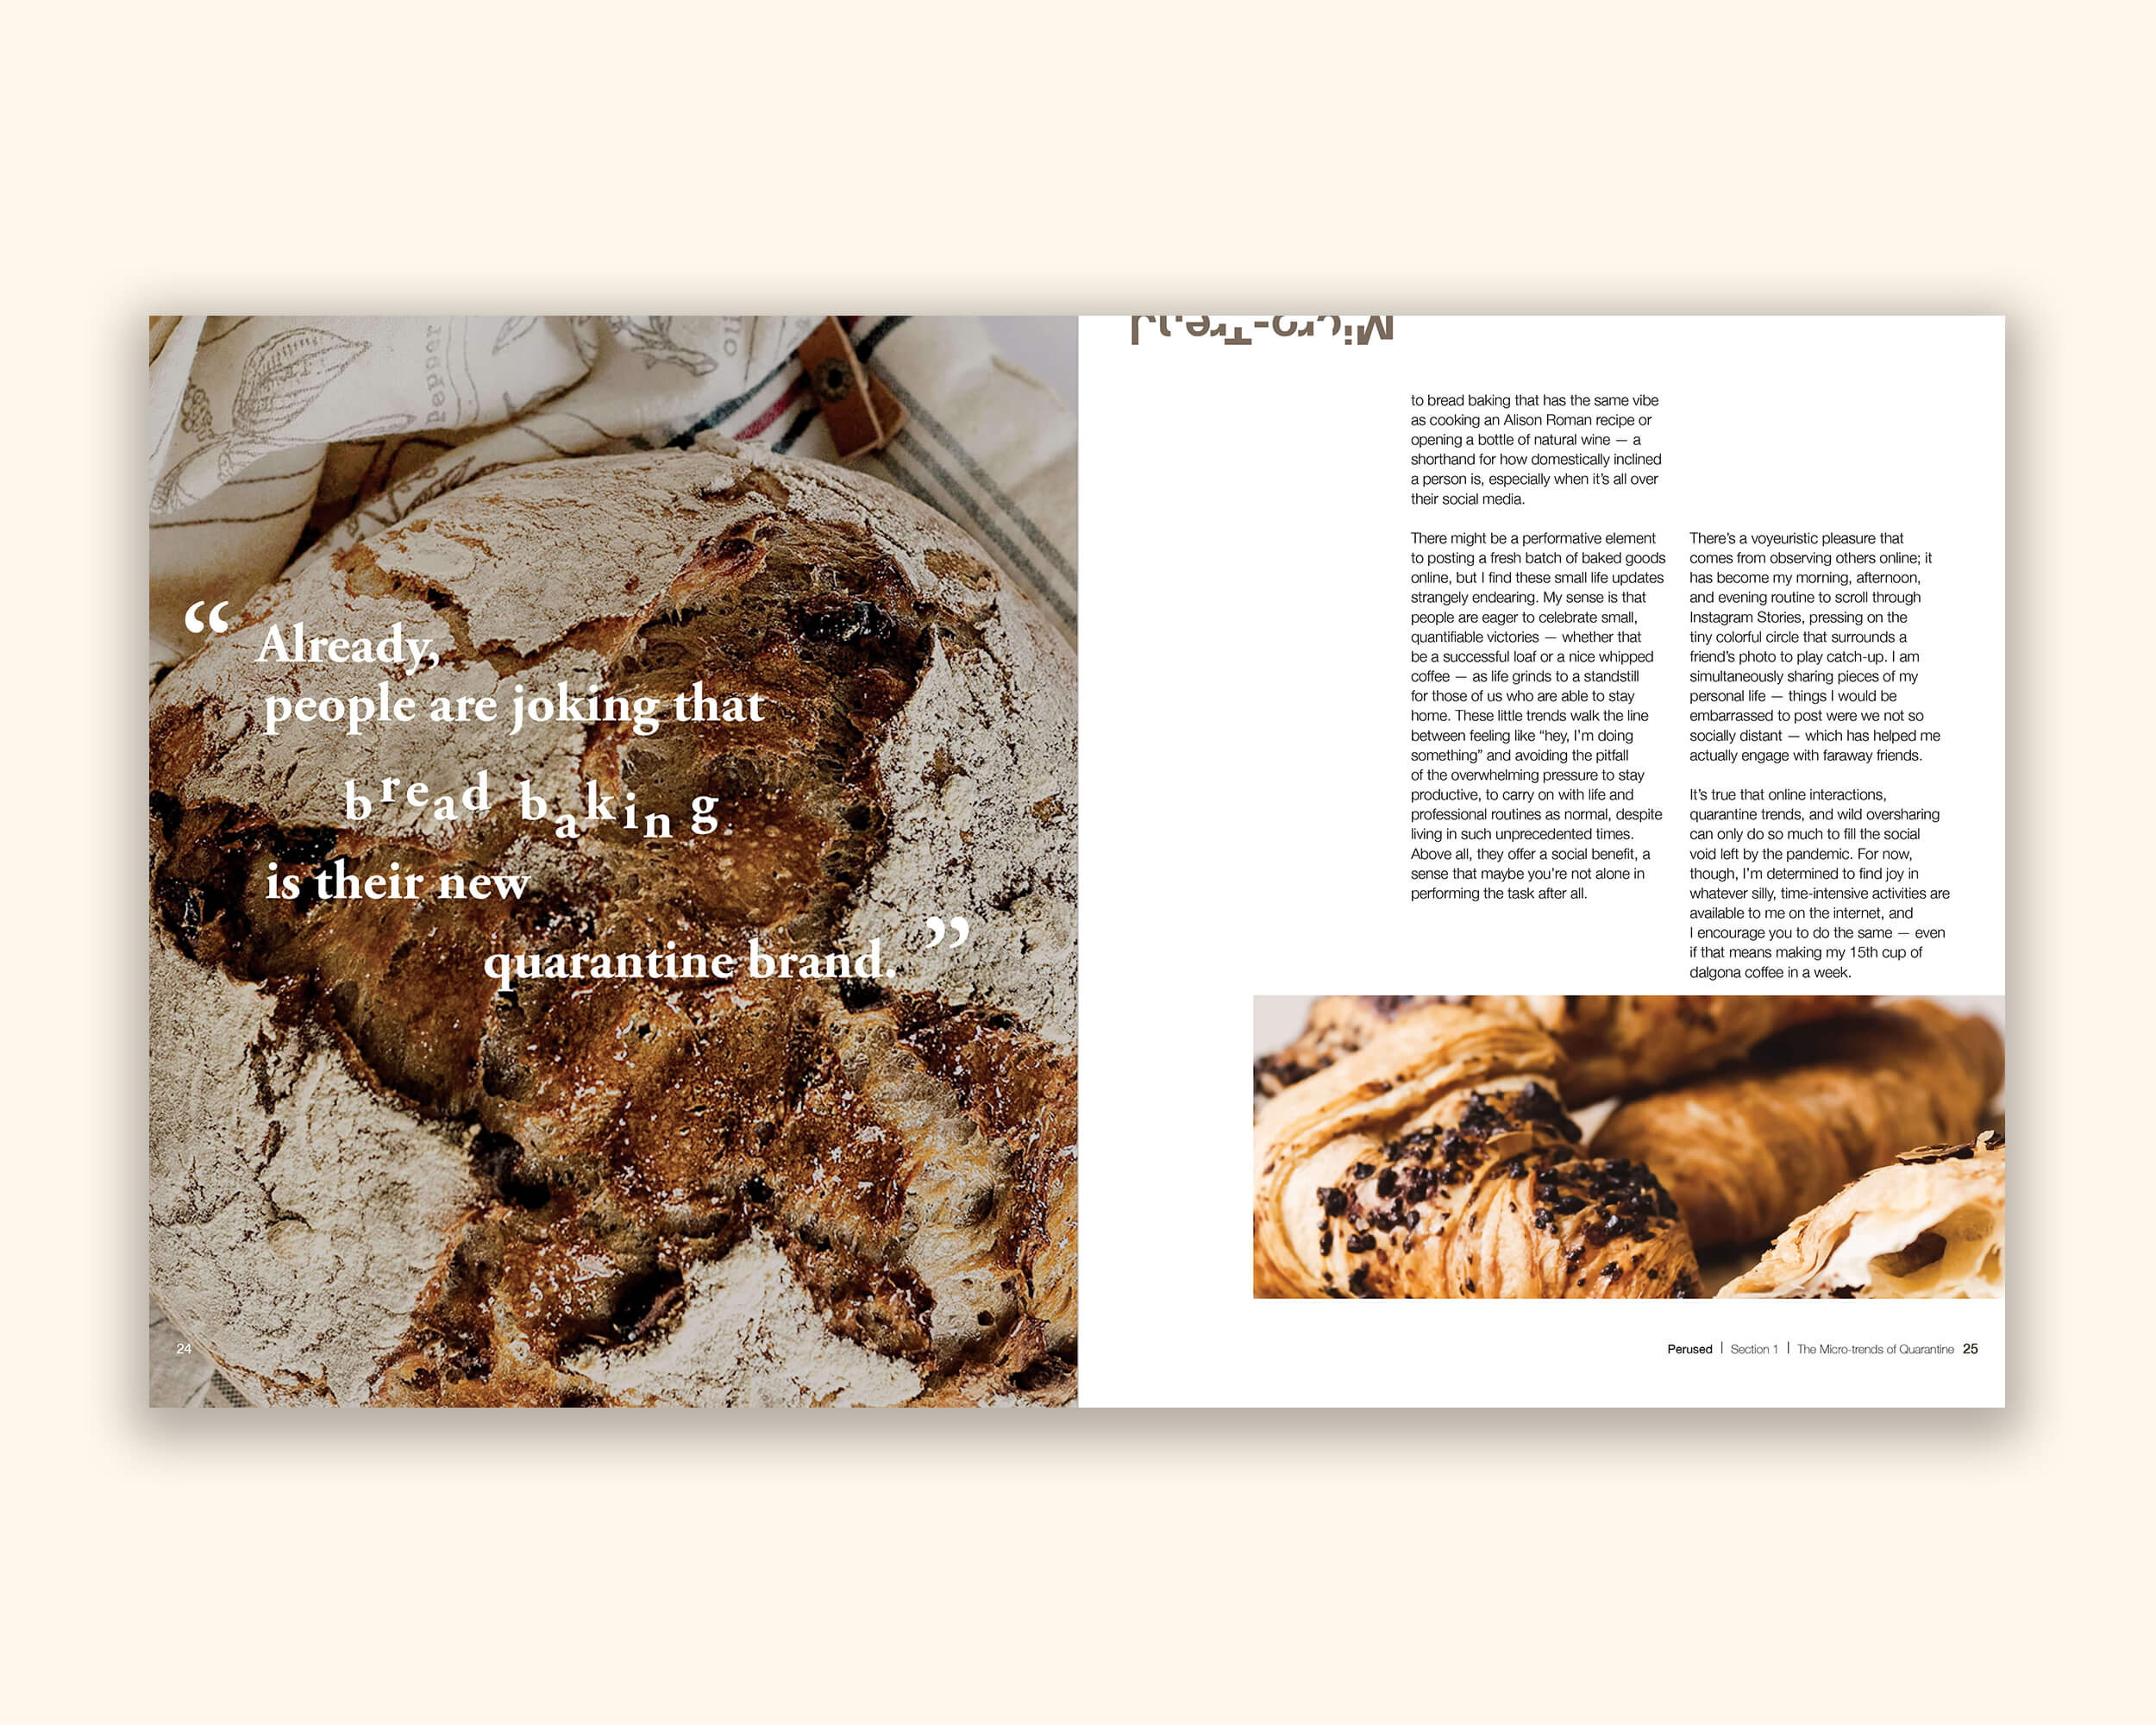 pepper
“ Already,
people are joking that
bread baking
is their new
quarantine brand. ”
24
Micro-Trend
to bread baking that has the same vibe
as cooking an Alison Roman recipe or
opening a bottle of natural wine — a
shorthand for how domestically inclined
a person is, especially when it’s all over
their social media.
There might be a performative element
to posting a fresh batch of baked goods
online, but I find these small life updates
strangely endearing. My sense is that
people are eager to celebrate small,
quantifiable victories — whether that
be a successful loaf or a nice whipped
coffee — as life grinds to a standstill
for those of us who are able to stay
home. These little trends walk the line
between feeling like “hey, I’m doing
something” and avoiding the pitfall
of the overwhelming pressure to stay
productive, to carry on with life and
professional routines as normal, despite
living in such unprecedented times.
Above all, they offer a social benefit, a
sense that maybe you’re not alone in
performing the task after all.
There’s a voyeuristic pleasure that
comes from observing others online; it
has become my morning, afternoon,
and evening routine to scroll through
Instagram Stories, pressing on the
tiny colorful circle that surrounds a
friend’s photo to play catch-up. I am
simultaneously sharing pieces of my
personal life — things I would be
embarrassed to post were we not so
socially distant — which has helped me
actually engage with faraway friends.
It’s true that online interactions,
quarantine trends, and wild oversharing
can only do so much to fill the social
void left by the pandemic. For now,
though, I’m determined to find joy in
whatever silly, time-intensive activities are
available to me on the internet, and
I encourage you to do the same — even
if that means making my 15th cup of
dalgona coffee in a week.
Perused | Section 1 | The Micro-trends of Quarantine 25